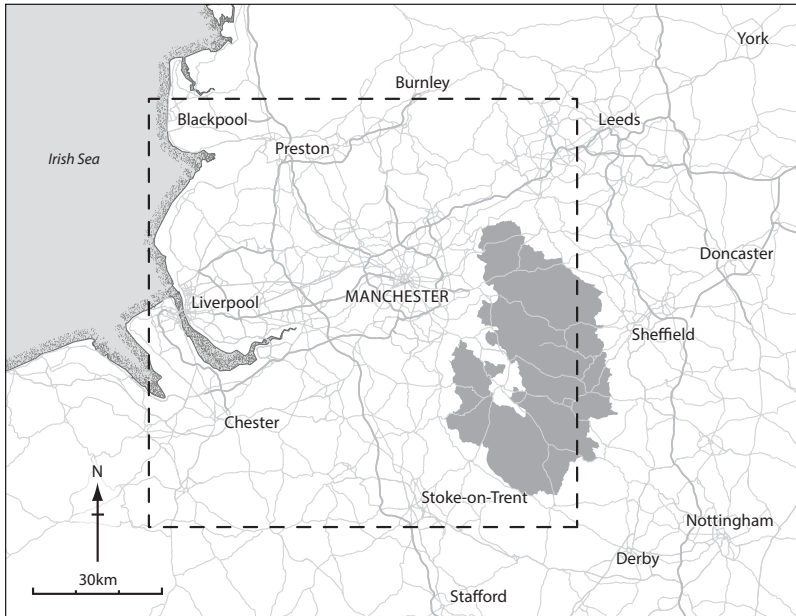 York
Burnley
Blackpool
Leeds
Preston
Irish Sea
Doncaster
Liverpool
MANCHESTER
Sheffield
Chester
N
Stoke-on-Trent
Nottingham
Derby
30km
Stafford